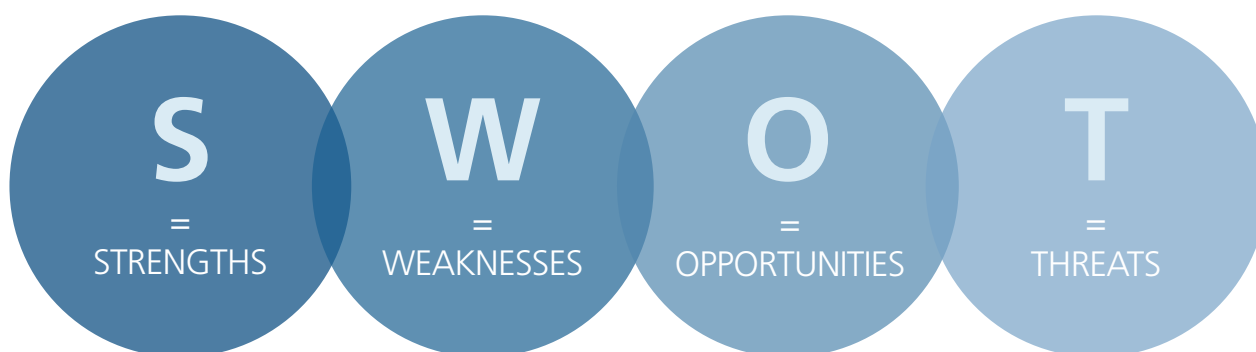 S W O T
= = = =
STRENGTHS WEAKNESSES OPPORTUNITIES THREATS